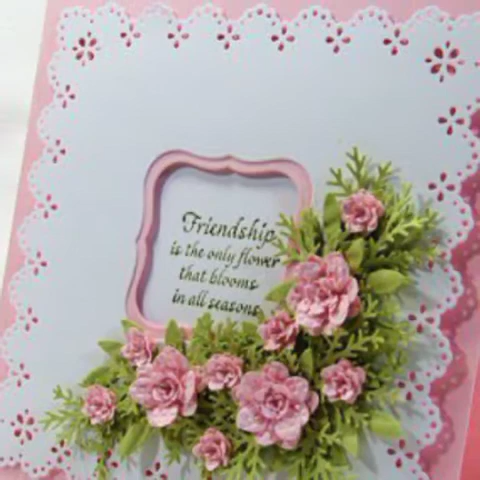 Friendship
is the only flower
that blooms
in all seasons